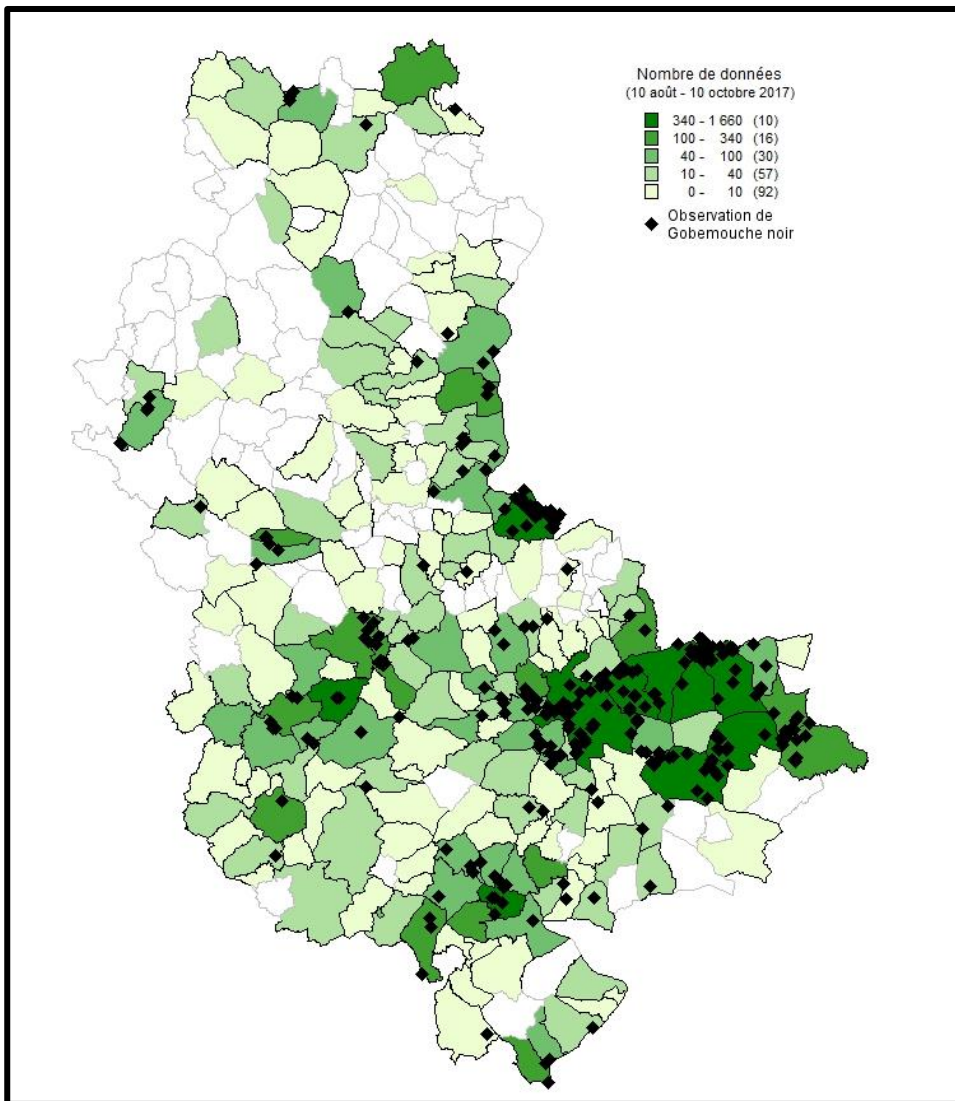 Nombre de données
(10 août - 10 octobre 2017)
340 - 1 660 (10)
100 - 340 (16)
40 - 100 (30)
10 - 40 (57)
0 - 10 (92)
Observation de
Gobemouche noir